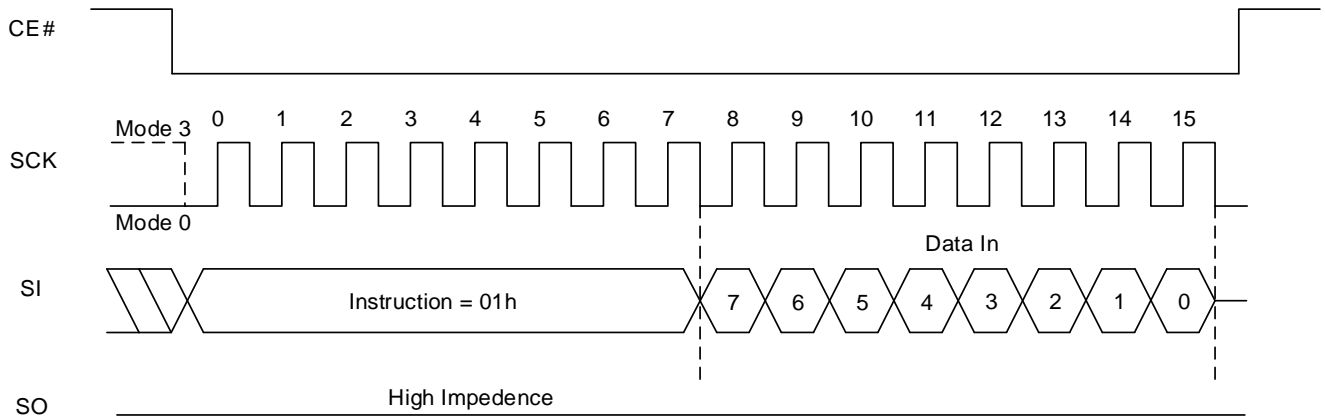 CE#
Mode 3 0 1 2 3 4 5 6 7 8 9 10 11 12 13 14 15
SCK
Mode 0
Data In
SI
Instruction = 01h 7 6 5 4 3 2 1 0
High Impedence
SO